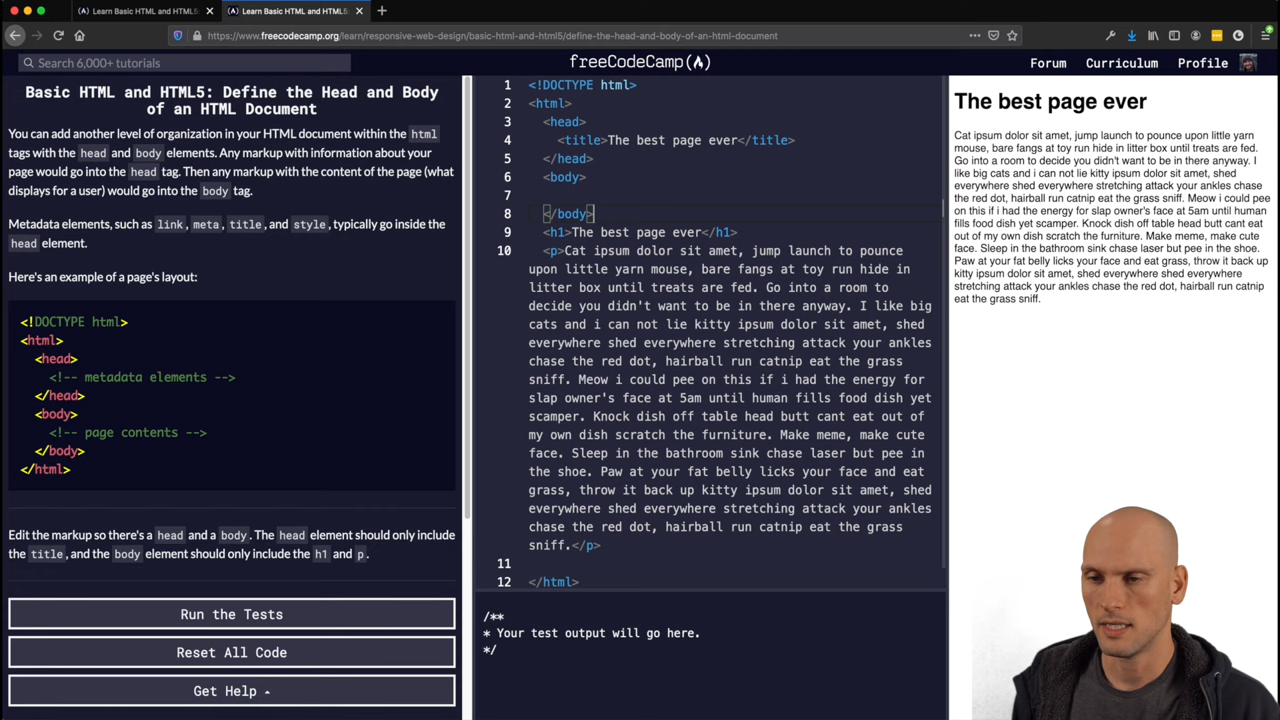 Learn Basic HTML and HTML5:
Learn Basic HTML and HTML5:
https://www.freecodecamp.org/learn/responsive-web-design/basic-html-and-html5/define-the-head-and-body-of-an-html-document
Search 6,000+ tutorials
freeCodeCamp
Forum
Curriculum
Profile
Basic HTML and HTML5: Define the Head and Body
of an HTML Document
You can add another level of organization in your HTML document within the html
tags with the head and body elements. Any markup with information about your
page would go into the head tag. Then any markup with the content of the page (what
displays for a user) would go into the body tag.
Metadata elements, such as link, meta, title, and style, typically go inside the
head element.
Here's an example of a page's layout:
<!DOCTYPE html>
<html>
<head>
<!-- metadata elements -->
</head>
<body>
<!-- page contents -->
</body>
</html>
Edit the markup so there's a head and a body. The head element should only include
the title, and the body element should only include the h1 and p.
Run the Tests
Reset All Code
Get Help
1 <!DOCTYPE html>
2 <html>
3 <head>
4 <title>The best page ever</title>
5 </head>
6 <body>
7
8 </body>
9 <h1>The best page ever</h1>
10 <p>Cat ipsum dolor sit amet, jump launch to pounce
upon little yarn mouse, bare fangs at toy run hide in
litter box until treats are fed. Go into a room to
decide you didn't want to be in there anyway. I like big
cats and i can not lie kitty ipsum dolor sit amet, shed
everywhere shed everywhere stretching attack your ankles
chase the red dot, hairball run catnip eat the grass
sniff. Meow i could pee on this if i had the energy for
slap owner's face at 5am until human fills food dish yet
scamper. Knock dish off table head butt cant eat out of
my own dish scratch the furniture. Make meme, make cute
face. Sleep in the bathroom sink chase laser but pee in
the shoe. Paw at your fat belly licks your face and eat
grass, throw it back up kitty ipsum dolor sit amet, shed
everywhere shed everywhere stretching attack your ankles
chase the red dot, hairball run catnip eat the grass
sniff.</p>
11
12 </html>
/**
* Your test output will go here.
*/
The best page ever
Cat ipsum dolor sit amet, jump launch to pounce upon little yarn
mouse, bare fangs at toy run hide in litter box until treats are fed.
Go into a room to decide you didn't want to be in there anyway. I
like big cats and i can not lie kitty ipsum dolor sit amet, shed
everywhere shed everywhere stretching attack your ankles chase
the red dot, hairball run catnip eat the grass sniff. Meow i could pee
on this if i had the energy for slap owner's face at 5am until human
fills food dish yet scamper. Knock dish off table head butt cant eat
out of my own dish scratch the furniture. Make meme, make cute
face. Sleep in the bathroom sink chase laser but pee in the shoe.
Paw at your fat belly licks your face and eat grass, throw it back up
kitty ipsum dolor sit amet, shed everywhere shed everywhere
stretching attack your ankles chase the red dot, hairball run catnip
eat the grass sniff.